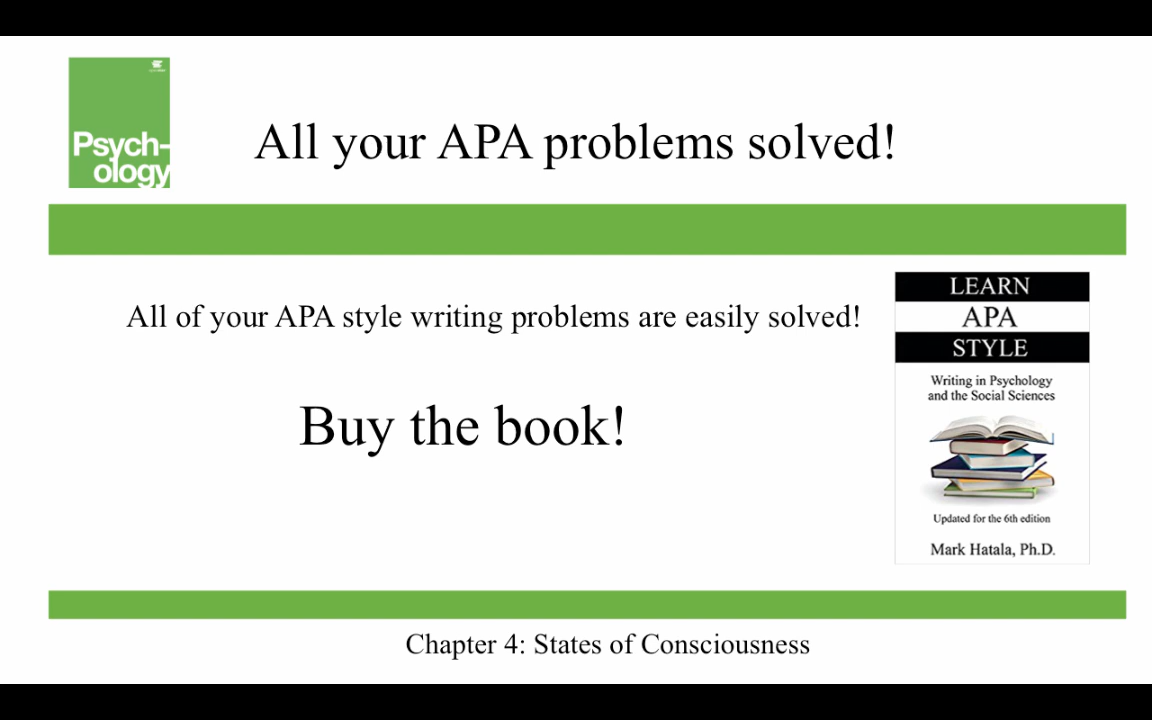 Psych-
ology
All your APA problems solved!
All of your APA style writing problems are easily solved!
Buy the book!
LEARN
APA
STYLE
Writing in Psychology
and the Social Sciences
Updated for the 6th edition
Mark Hatala, Ph.D.
Chapter 4: States of Consciousness